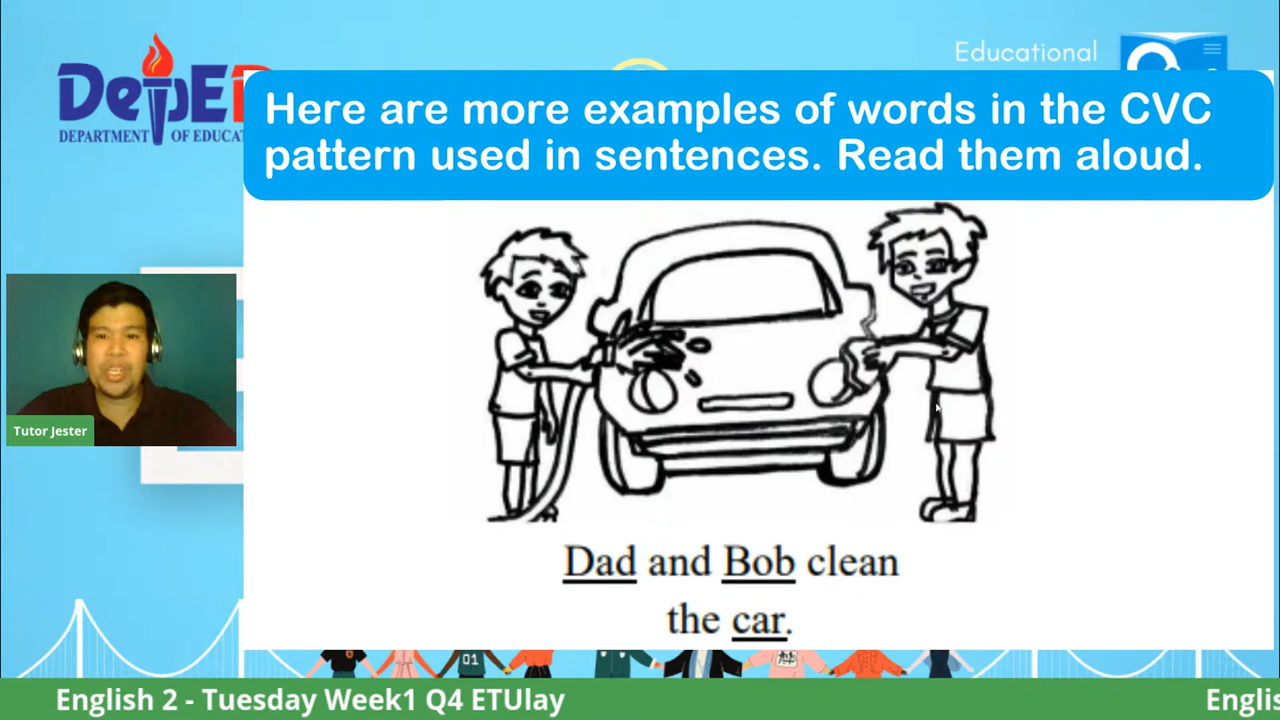 Educational
DepED
DEPARTMENT OF EDUCAT
Here are more examples of words in the CVC
pattern used in sentences. Read them aloud.
Tutor Jester
Dad and Bob clean
the car.
01
English 2 - Tuesday Week1 Q4 ETUlay
Englis